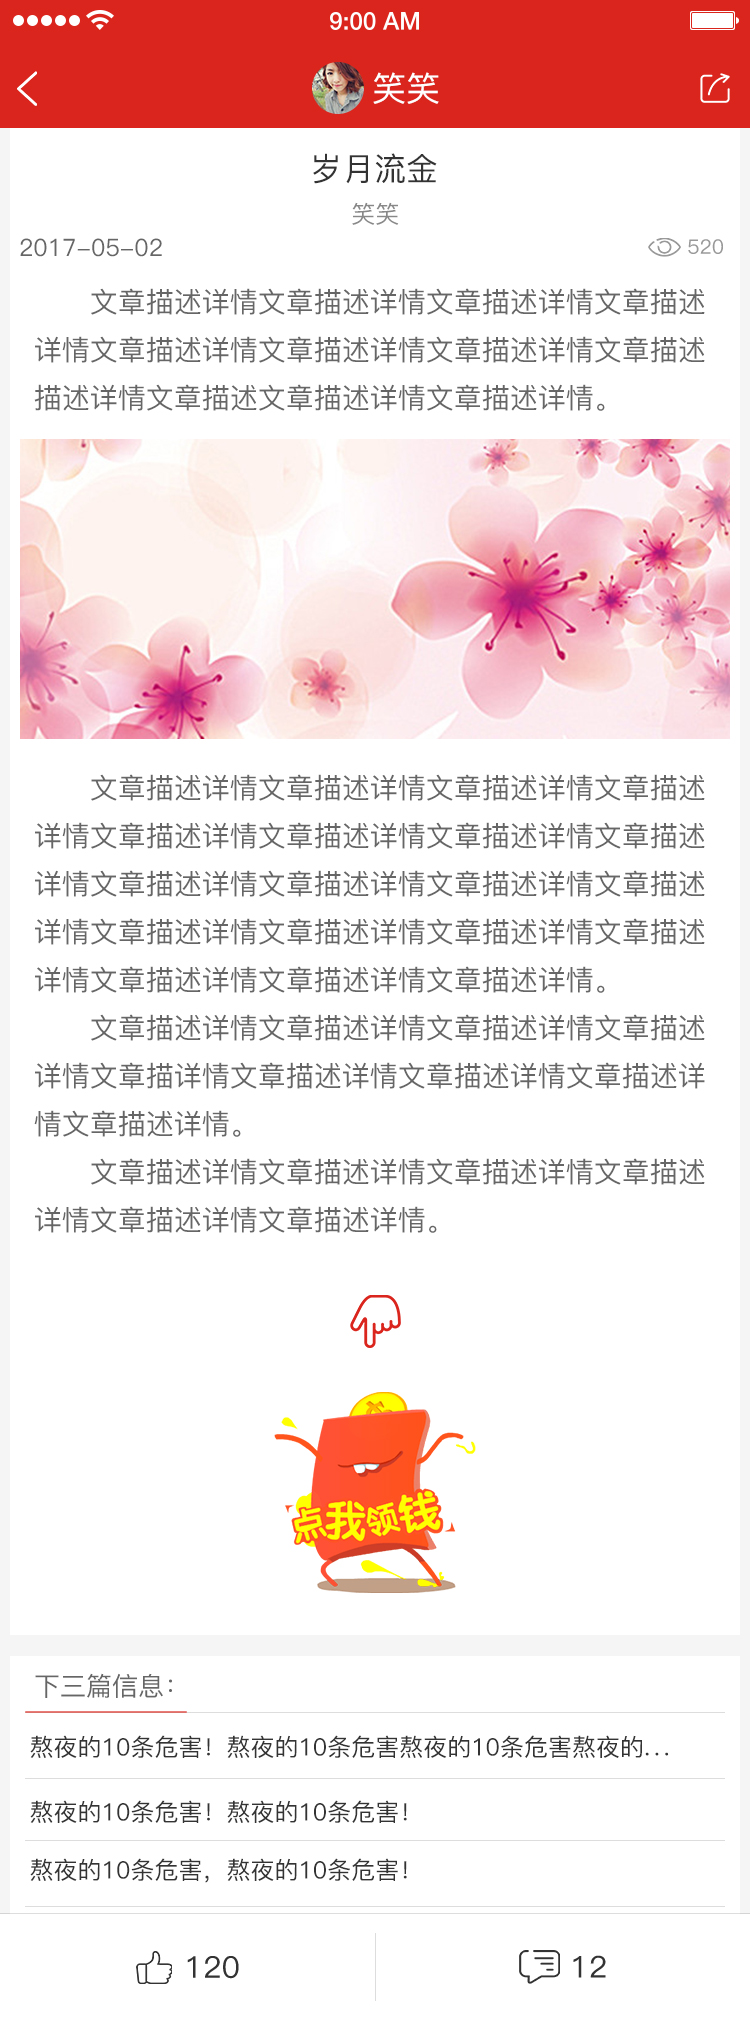 9:00 AM
笑笑
岁月流金
笑笑
2017-05-02
520
文章描述详情文章描述详情文章描述详情文章描述
详情文章描述详情文章描述详情文章描述详情文章描述
描述详情文章描述文章描述详情文章描述详情。
文章描述详情文章描述详情文章描述详情文章描述
详情文章描述详情文章描述详情文章描述详情文章描述
详情文章描述详情文章描述详情文章描述详情文章描述
详情文章描述详情文章描述详情文章描述详情文章描述
详情文章描述详情文章描述详情文章描述详情。
文章描述详情文章描述详情文章描述详情文章描述
详情文章描详情文章描述详情文章描述详情文章描述详
情文章描述详情。
文章描述详情文章描述详情文章描述详情文章描述
详情文章描述详情文章描述详情。
点我领钱
下三篇信息：
熬夜的10条危害！熬夜的10条危害熬夜的10条危害熬夜的...
熬夜的10条危害！熬夜的10条危害！
熬夜的10条危害，熬夜的10条危害！
120
12